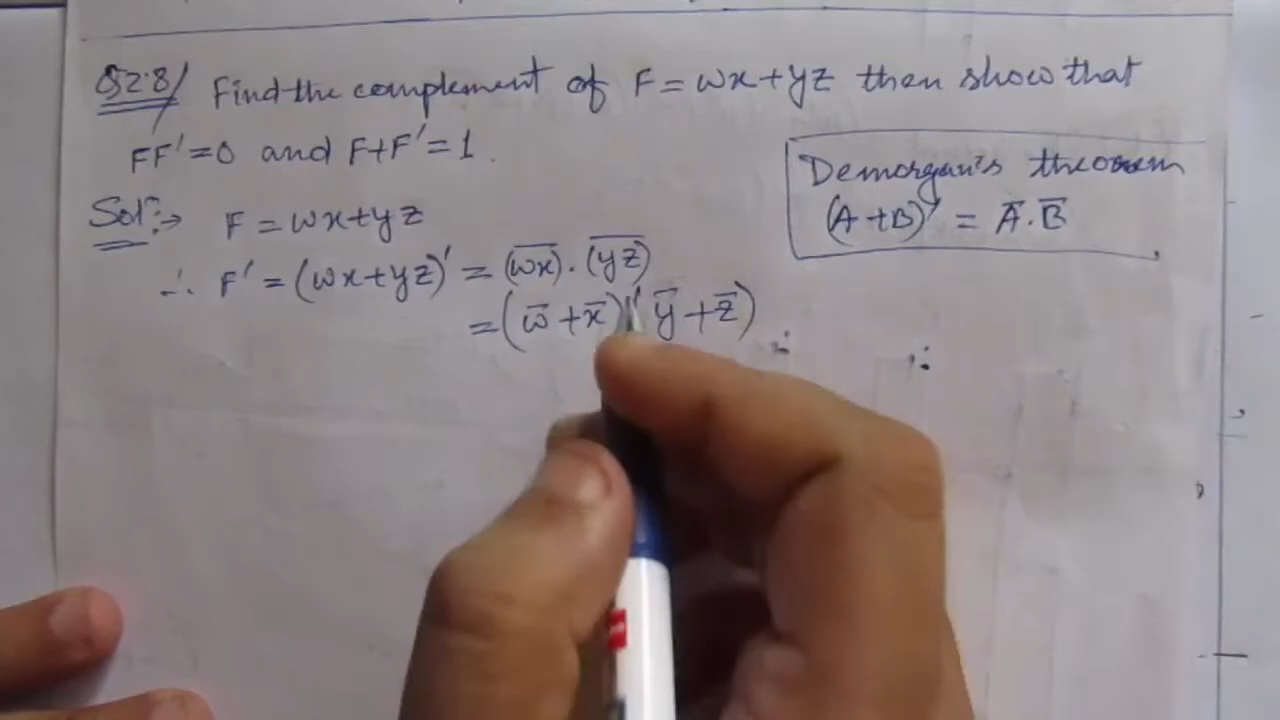 Q2.8/ Find the complement of F = wx + yz then show that
FF' = 0 and F+F' = 1.
Demorgan's theorem
(A+B)' = A̅.B̅
Solⁿ:→ F = wx + yz
∴ F' = (wx + yz)' = (w̅x̅).(y̅z̅)
= (w̅ + x̅)(y̅ + z̅)